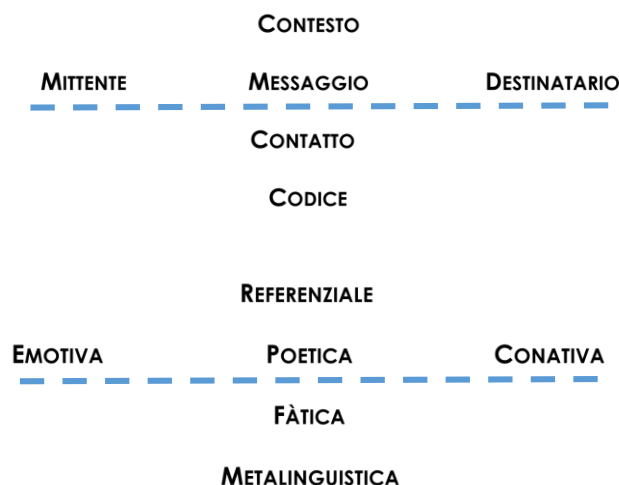 CONTESTO
MITTENTE MESSAGGIO DESTINATARIO
CONTATTO
CODICE
REFERENZIALE
EMOTIVA POETICA CONATIVA
FÀTICA
METALINGUISTICA